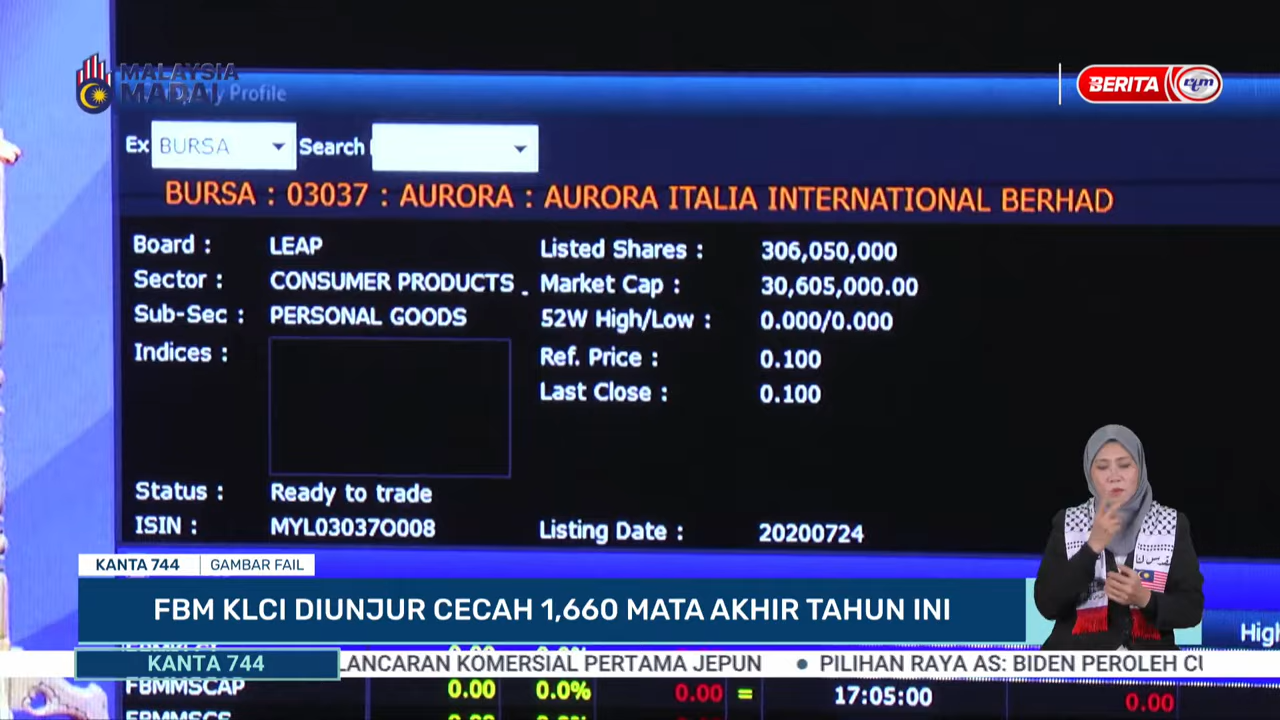 MALAYSIA
MADANI
Profile
BERITA rtm
Ex BURSA Search
BURSA : 03037 : AURORA : AURORA ITALIA INTERNATIONAL BERHAD
Board : LEAP Listed Shares : 306,050,000
Sector : CONSUMER PRODUCTS Market Cap : 30,605,000.00
Sub-Sec : PERSONAL GOODS 52W High/Low : 0.000/0.000
Indices : Ref. Price : 0.100
Last Close : 0.100
Status : Ready to trade
ISIN : MYL03037O008 Listing Date : 20200724
KANTA 744 GAMBAR FAIL
FBM KLCI DIUNJUR CECAH 1,660 MATA AKHIR TAHUN INI
High
KANTA 744 LANCARAN KOMERSIAL PERTAMA JEPUN • PILIHAN RAYA AS: BIDEN PEROLEH
FBMMSCAP 0.00 0.0% 0.00 = 17:05:00 0.00